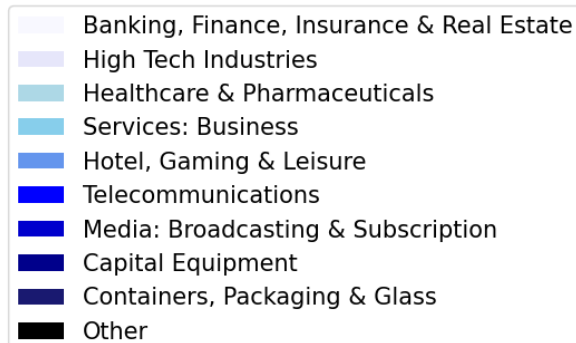 Banking, Finance, Insurance & Real Estate
High Tech Industries
Healthcare & Pharmaceuticals
Services: Business
Hotel, Gaming & Leisure
Telecommunications
Media: Broadcasting & Subscription
Capital Equipment
Containers, Packaging & Glass
Other